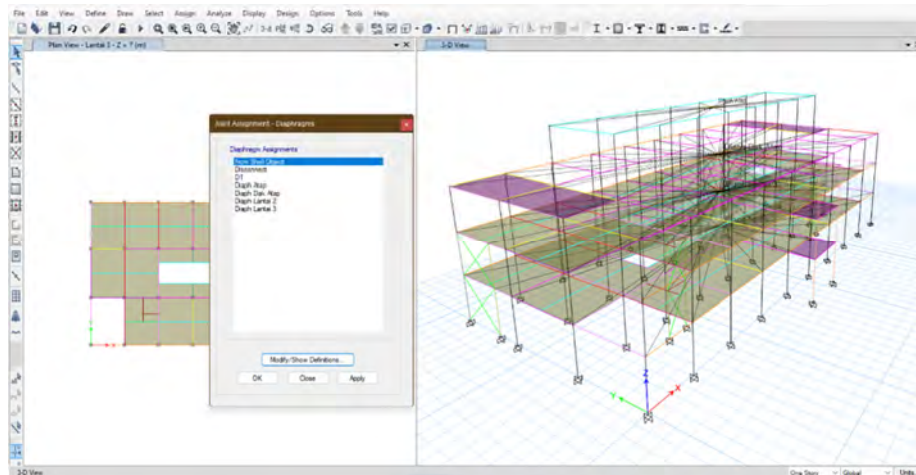 File Edit View Define Draw Select Assign Analyze Display Design Options Tools Help
Plan View - Lantai 3 - Z = 7 (m)
3-D View
Joint Assignment - Diaphragms
Diaphragm Assignments
From Shell Object
Disconnect
D1
Diaph Atap
Diaph Dak Atap
Diaph Lantai 2
Diaph Lantai 3
Modify/Show Definitions...
OK Close Apply
X
Z
Y
X
3-D View
One Story
Global
Units